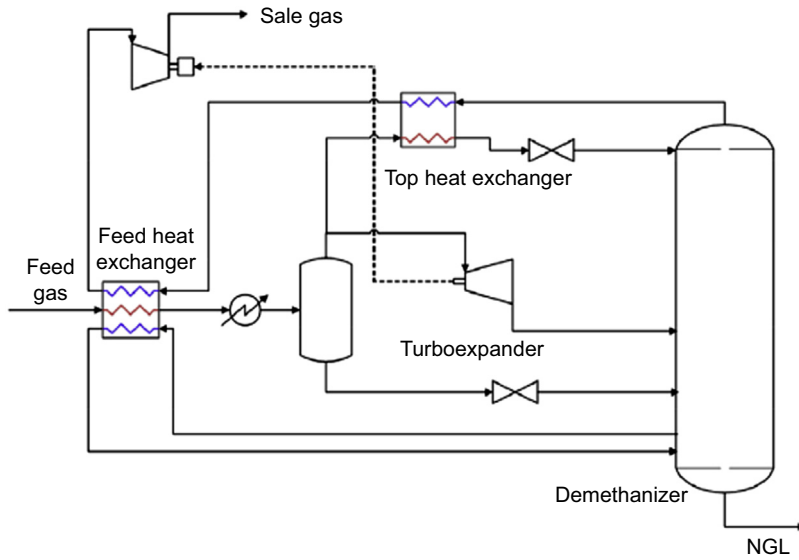 Sale gas
Top heat exchanger
Feed heat
exchanger
Feed
gas
Turboexpander
Demethanizer
NGL